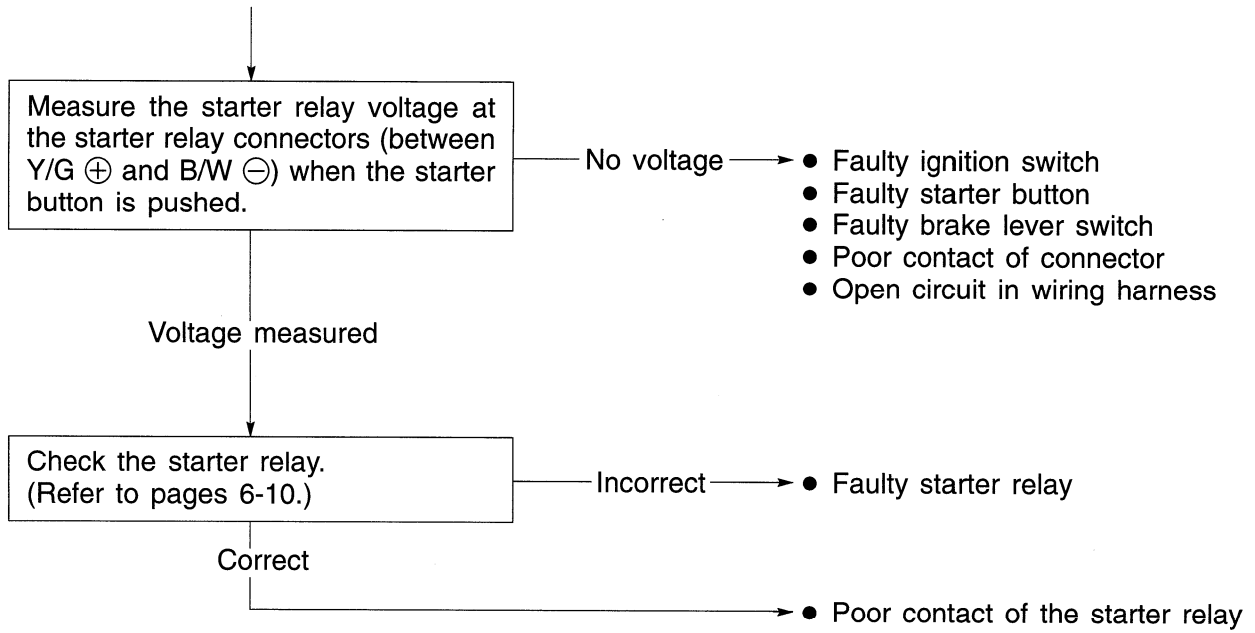 Measure the starter relay voltage at
the starter relay connectors (between
Y/G ⊕ and B/W ⊖) when the starter
button is pushed.
No voltage
● Faulty ignition switch
● Faulty starter button
● Faulty brake lever switch
● Poor contact of connector
● Open circuit in wiring harness
Voltage measured
Check the starter relay.
(Refer to pages 6-10.)
Incorrect
● Faulty starter relay
Correct
● Poor contact of the starter relay